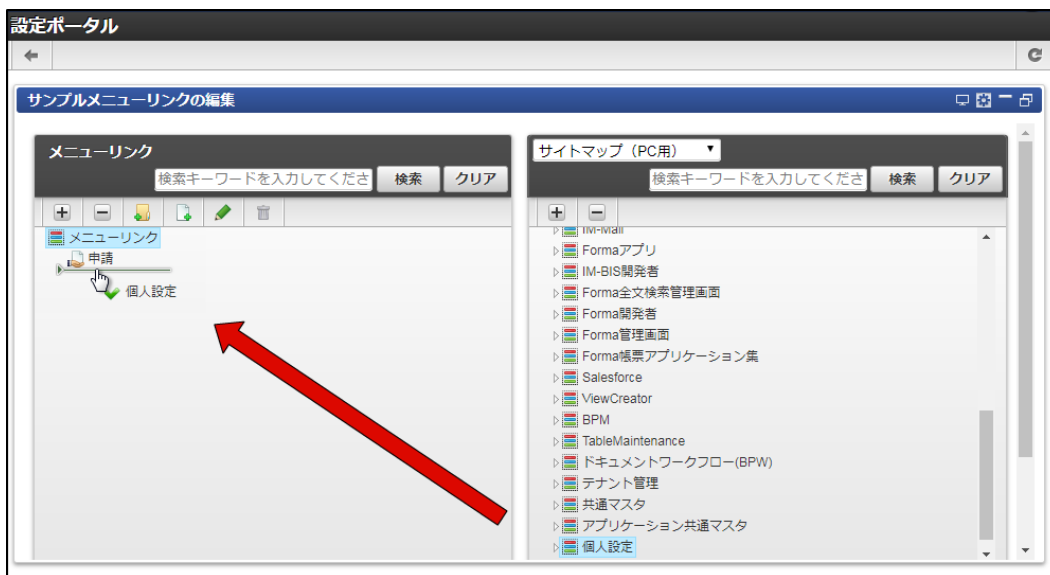 設定ポータル
サンプルメニューリンクの編集
メニューリンク
検索キーワードを入力してくださ 検索 クリア
メニューリンク
申請
個人設定
サイトマップ（PC用）
検索キーワードを入力してくださ 検索 クリア
IM-Mail
Formaアプリ
IM-BIS開発者
Forma全文検索管理画面
Forma開発者
Forma管理画面
Forma帳票アプリケーション集
Salesforce
ViewCreator
BPM
TableMaintenance
ドキュメントワークフロー(BPW)
テナント管理
共通マスタ
アプリケーション共通マスタ
個人設定